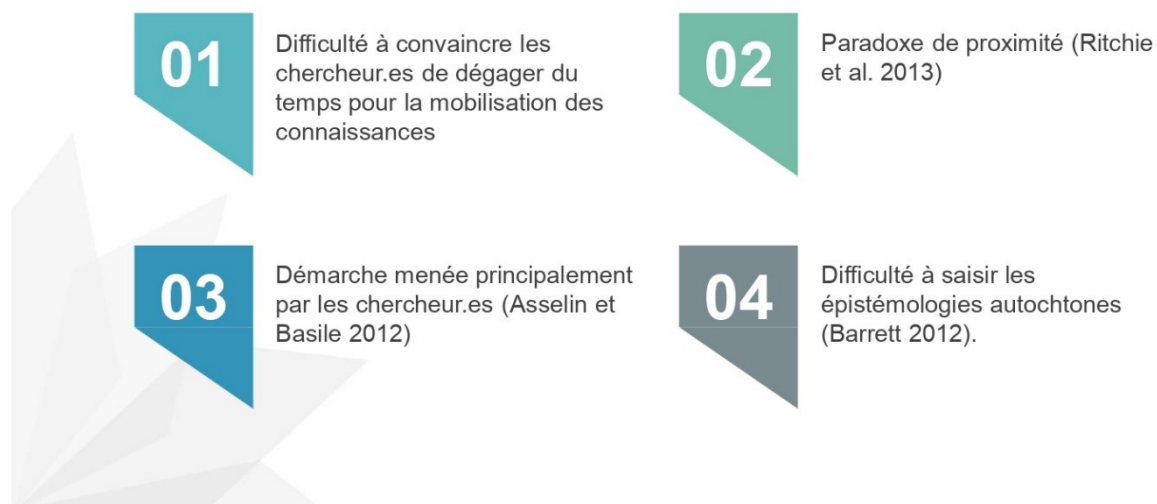 01
Difficulté à convaincre les
chercheur.es de dégager du
temps pour la mobilisation des
connaissances
02
Paradoxe de proximité (Ritchie
et al. 2013)
03
Démarche menée principalement
par les chercheur.es (Asselin et
Basile 2012)
04
Difficulté à saisir les
épistémologies autochtones
(Barrett 2012).